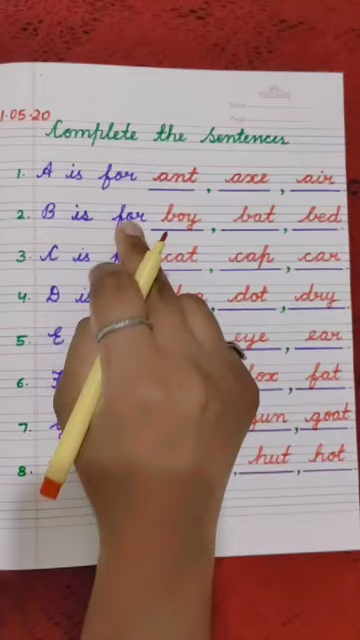 1.05.20
Complete the sentences
1. A is for ant, axe, air
2. B is for boy, bat, bed
3. C is cat, cap, car
4. D is dot, dry
5. E eye, ear
6. fox, fat
7. gun, goat
8. hut, hot